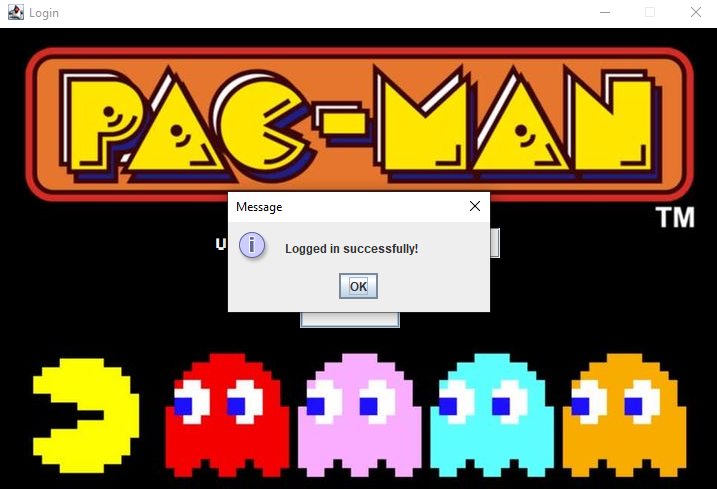 Login
PAC-MAN
TM
Message
U
Logged in successfully!
OK